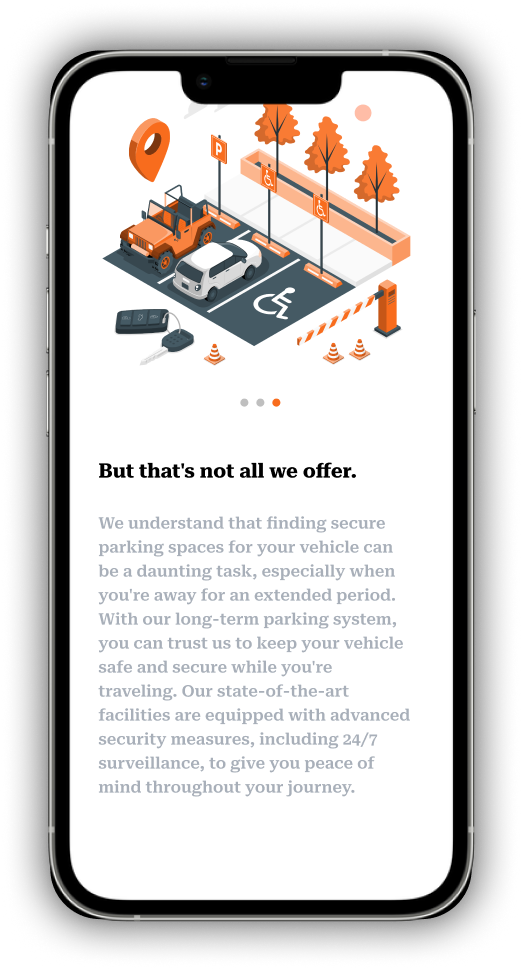 P
But that's not all we offer.
We understand that finding secure
parking spaces for your vehicle can
be a daunting task, especially when
you're away for an extended period.
With our long-term parking system,
you can trust us to keep your vehicle
safe and secure while you're
traveling. Our state-of-the-art
facilities are equipped with advanced
security measures, including 24/7
surveillance, to give you peace of
mind throughout your journey.